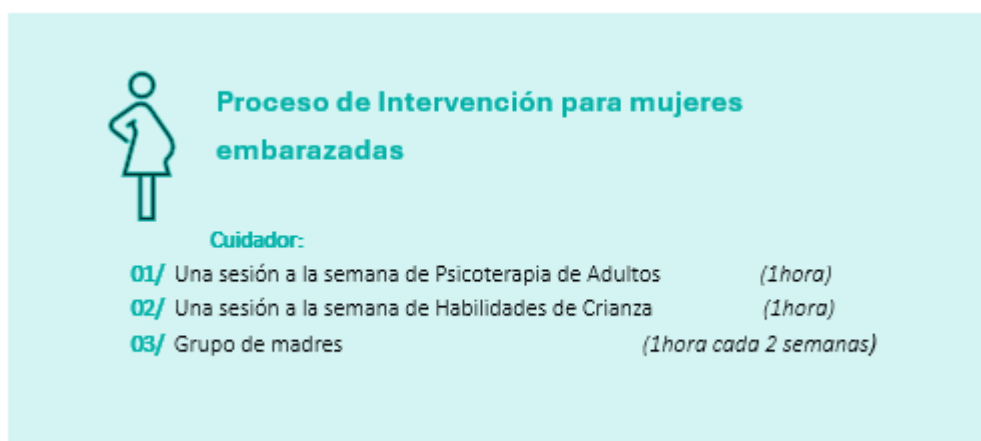 Proceso de Intervención para mujeres
embarazadas
Cuidador:
01/ Una sesión a la semana de Psicoterapia de Adultos (1hora)
02/ Una sesión a la semana de Habilidades de Crianza (1hora)
03/ Grupo de madres (1hora cada 2 semanas)